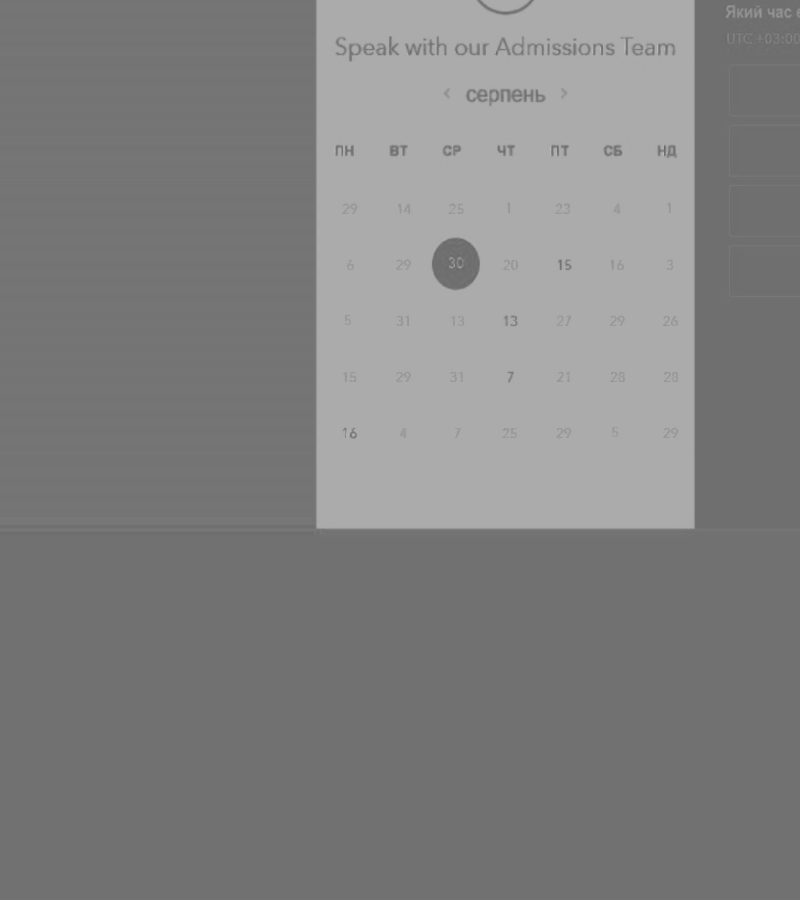 Який час
UTC +03:00
Speak with our Admissions Team
‹ серпень ›
ПН ВТ СР ЧТ ПТ СБ НД
29 14 25 1 23 4 1
6 29 30 20 15 16 3
5 31 13 13 27 29 26
15 29 31 7 21 28 28
16 4 7 25 29 5 29